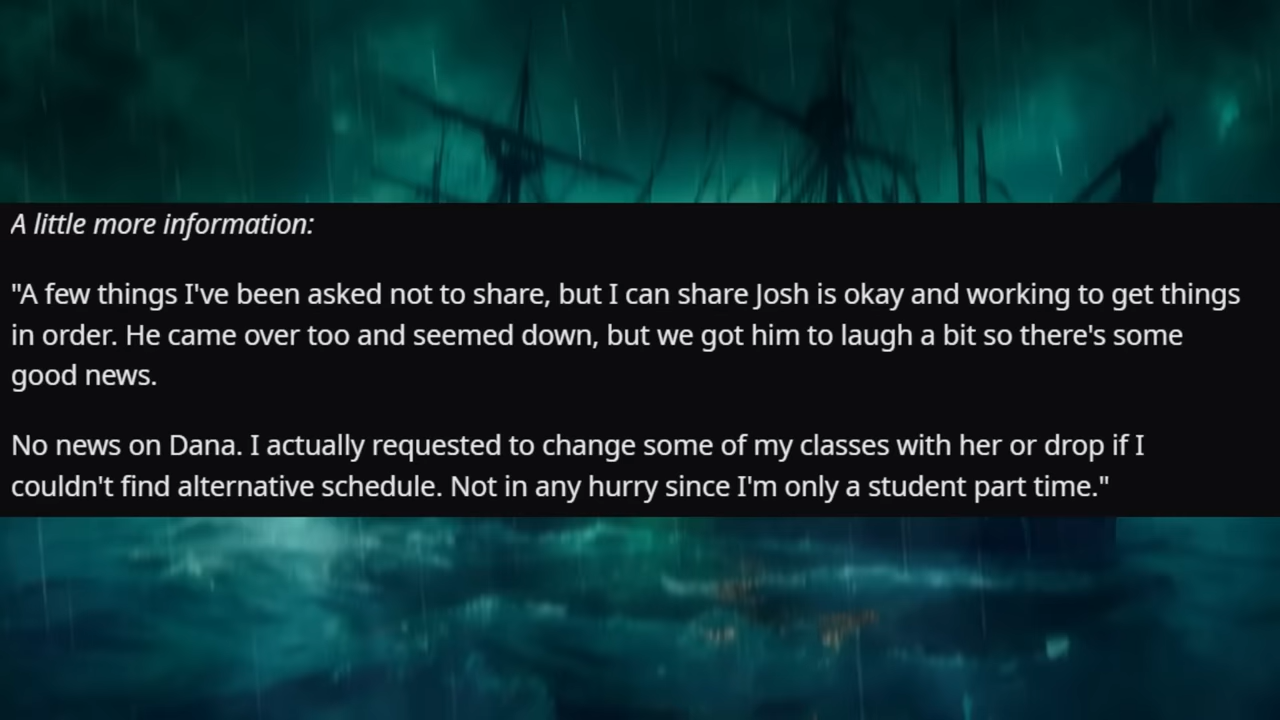 A little more information:
"A few things I've been asked not to share, but I can share Josh is okay and working to get things
in order. He came over too and seemed down, but we got him to laugh a bit so there's some
good news.
No news on Dana. I actually requested to change some of my classes with her or drop if I
couldn't find alternative schedule. Not in any hurry since I'm only a student part time."